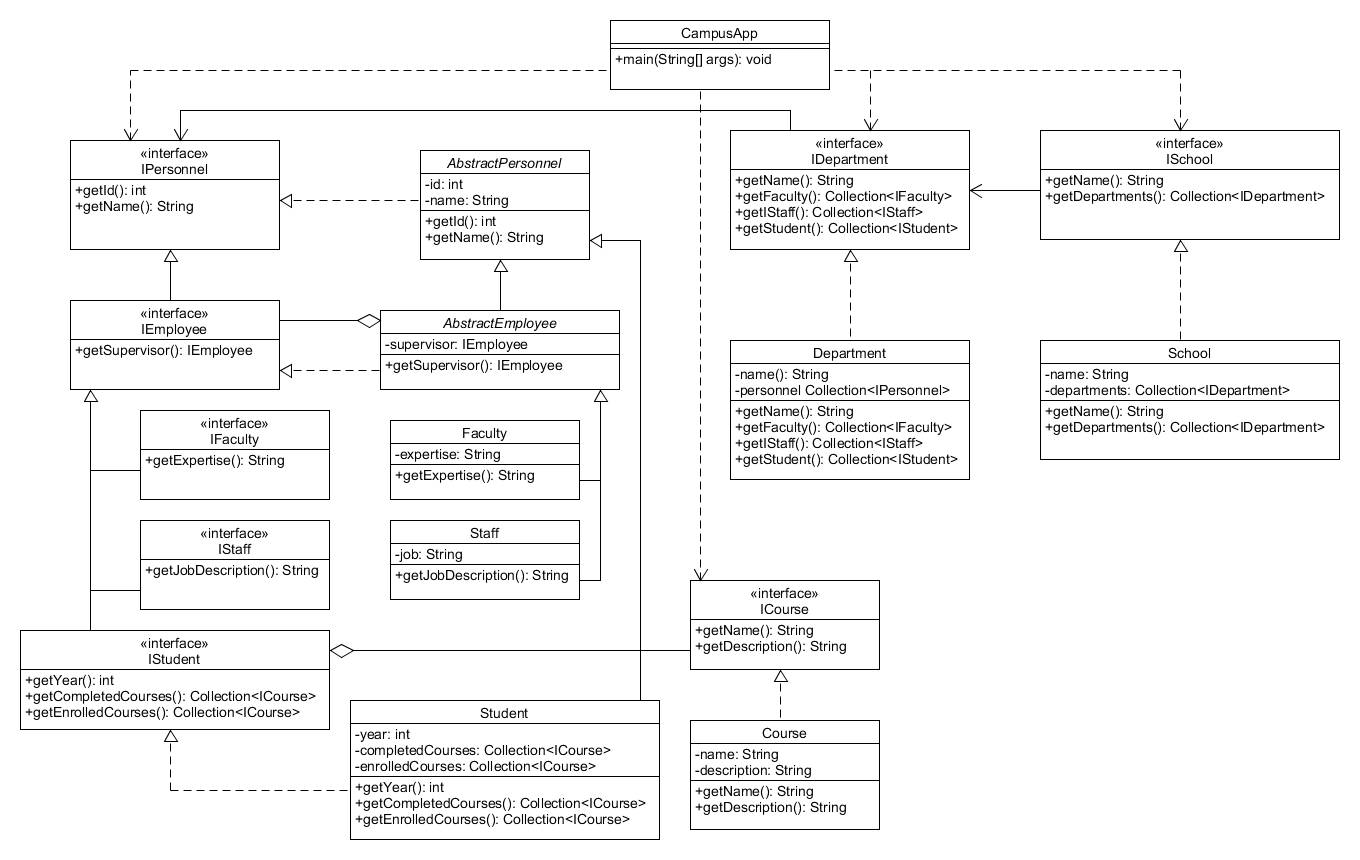 CampusApp
+main(String[] args): void
«interface»
IPersonnel
+getId(): int
+getName(): String
AbstractPersonnel
-id: int
-name: String
+getId(): int
+getName(): String
«interface»
IDepartment
+getName(): String
+getFaculty(): Collection<IFaculty>
+getIStaff(): Collection<IStaff>
+getStudent(): Collection<IStudent>
«interface»
ISchool
+getName(): String
+getDepartments(): Collection<IDepartment>
«interface»
IEmployee
+getSupervisor(): IEmployee
AbstractEmployee
-supervisor: IEmployee
+getSupervisor(): IEmployee
Department
-name(): String
-personnel Collection<IPersonnel>
+getName(): String
+getFaculty(): Collection<IFaculty>
+getIStaff(): Collection<IStaff>
+getStudent(): Collection<IStudent>
School
-name: String
-departments: Collection<IDepartment>
+getName(): String
+getDepartments(): Collection<IDepartment>
«interface»
IFaculty
+getExpertise(): String
Faculty
-expertise: String
+getExpertise(): String
«interface»
IStaff
+getJobDescription(): String
Staff
-job: String
+getJobDescription(): String
«interface»
ICourse
+getName(): String
+getDescription(): String
«interface»
IStudent
+getYear(): int
+getCompletedCourses(): Collection<ICourse>
+getEnrolledCourses(): Collection<ICourse>
Student
-year: int
-completedCourses: Collection<ICourse>
-enrolledCourses: Collection<ICourse>
+getYear(): int
+getCompletedCourses(): Collection<ICourse>
+getEnrolledCourses(): Collection<ICourse>
Course
-name: String
-description: String
+getName(): String
+getDescription(): String